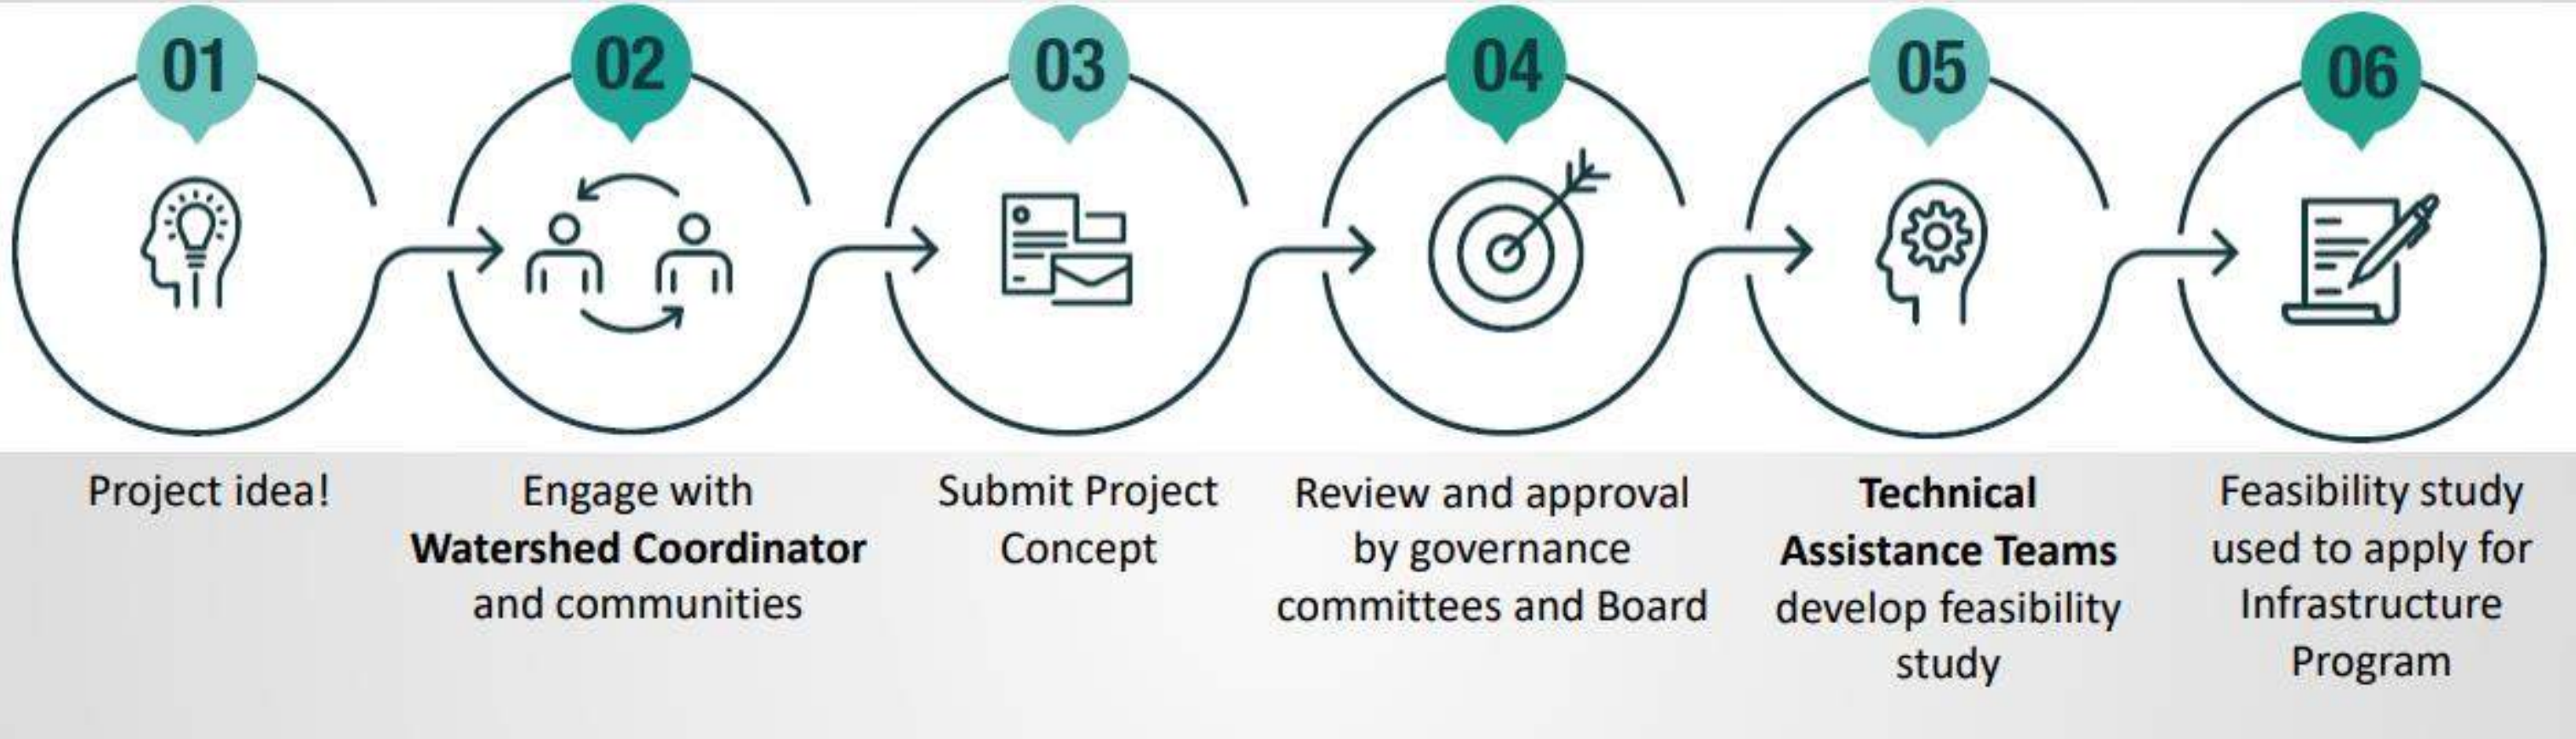 01
Project idea!
02
Engage with
Watershed Coordinator
and communities
03
Submit Project
Concept
04
Review and approval
by governance
committees and Board
05
Technical
Assistance Teams
develop feasibility
study
06
Feasibility study
used to apply for
Infrastructure
Program